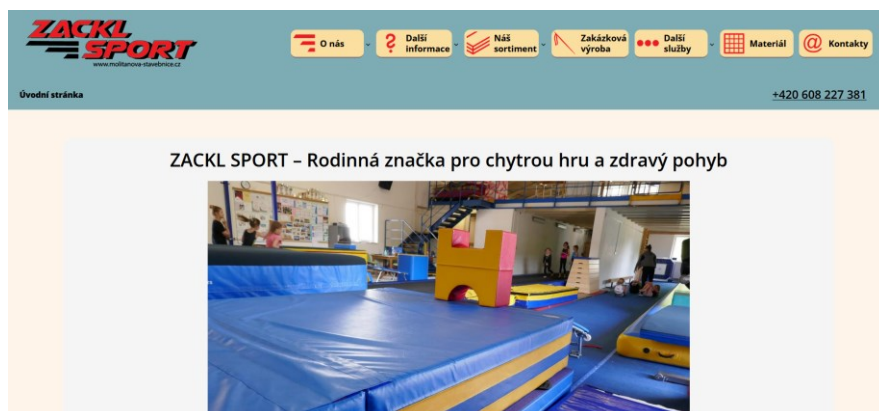 ZACKL
SPORT
www.molitanova-stavebnice.cz
O nás
Další
informace
Náš
sortiment
Zakázková
výroba
Další
služby
Materiál
Kontakty
Úvodní stránka
+420 608 227 381
ZACKL SPORT – Rodinná značka pro chytrou hru a zdravý pohyb